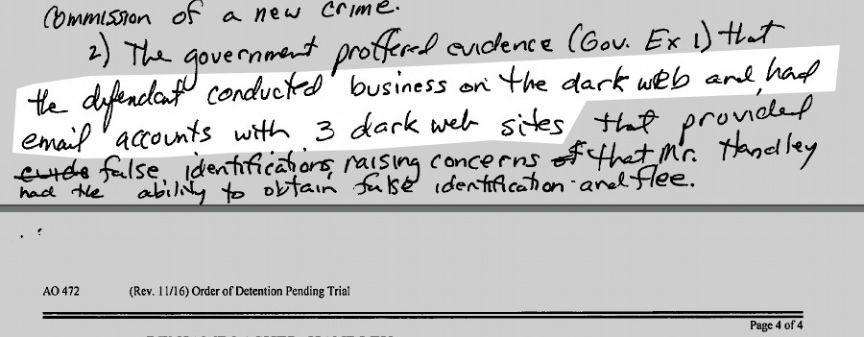 Commission of a new crime.
2) The government proffered evidence (Gov. Ex 1) that
the defendant conducted business on the dark web and had
email accounts with 3 dark web sites that provided
false identifications, raising concerns that Mr. Handley
had the ability to obtain false identification and flee.
AO 472 (Rev. 11/16) Order of Detention Pending Trial
Page 4 of 4